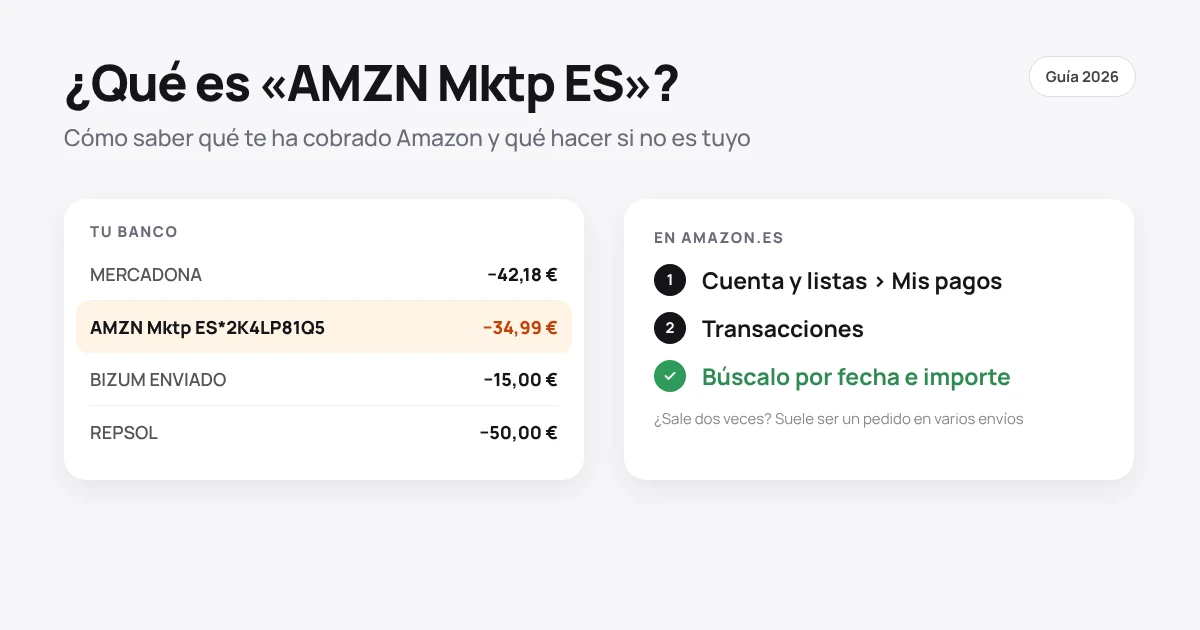 ¿Qué es «AMZN Mktp ES»?
Guía 2026
Cómo saber qué te ha cobrado Amazon y qué hacer si no es tuyo
TU BANCO
MERCADONA −42,18 €
AMZN Mktp ES*2K4LP81Q5 −34,99 €
BIZUM ENVIADO −15,00 €
REPSOL −50,00 €
EN AMAZON.ES
1 Cuenta y listas › Mis pagos
2 Transacciones
✓ Búscalo por fecha e importe
¿Sale dos veces? Suele ser un pedido en varios envíos